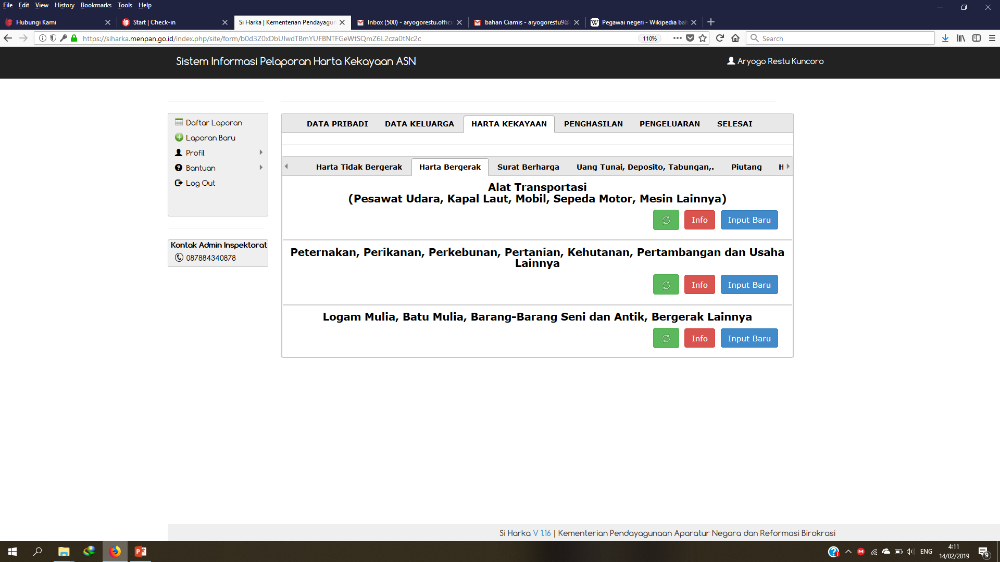 File Edit View History Bookmarks Tools Help
Hubungi Kami
Start | Check-in
Si Harka | Kementerian Pendayagun
Inbox (500) - aryogorestu.offici
bahan Ciamis - aryogorestu9@
Pegawai negeri - Wikipedia bah
https://siharka.menpan.go.id/index.php/site/form/b0d3Z0xDbUIwdTBmYUFBNTFGeWtSQmZ6L2cza0tNc2c
110%
Search
Sistem Informasi Pelaporan Harta Kekayaan ASN
Aryogo Restu Kuncoro
Daftar Laporan
Laporan Baru
Profil
Bantuan
Log Out
Kontak Admin Inspektorat
087884340878
DATA PRIBADI DATA KELUARGA HARTA KEKAYAAN PENGHASILAN PENGELUARAN SELESAI
Harta Tidak Bergerak Harta Bergerak Surat Berharga Uang Tunai, Deposito, Tabungan,. Piutang H
Alat Transportasi
(Pesawat Udara, Kapal Laut, Mobil, Sepeda Motor, Mesin Lainnya)
Info Input Baru
Peternakan, Perikanan, Perkebunan, Pertanian, Kehutanan, Pertambangan dan Usaha
Lainnya
Info Input Baru
Logam Mulia, Batu Mulia, Barang-Barang Seni dan Antik, Bergerak Lainnya
Info Input Baru
Si Harka V 1.16 | Kementerian Pendayagunaan Aparatur Negara dan Reformasi Birokrasi
ENG
4:11
14/02/2019
9